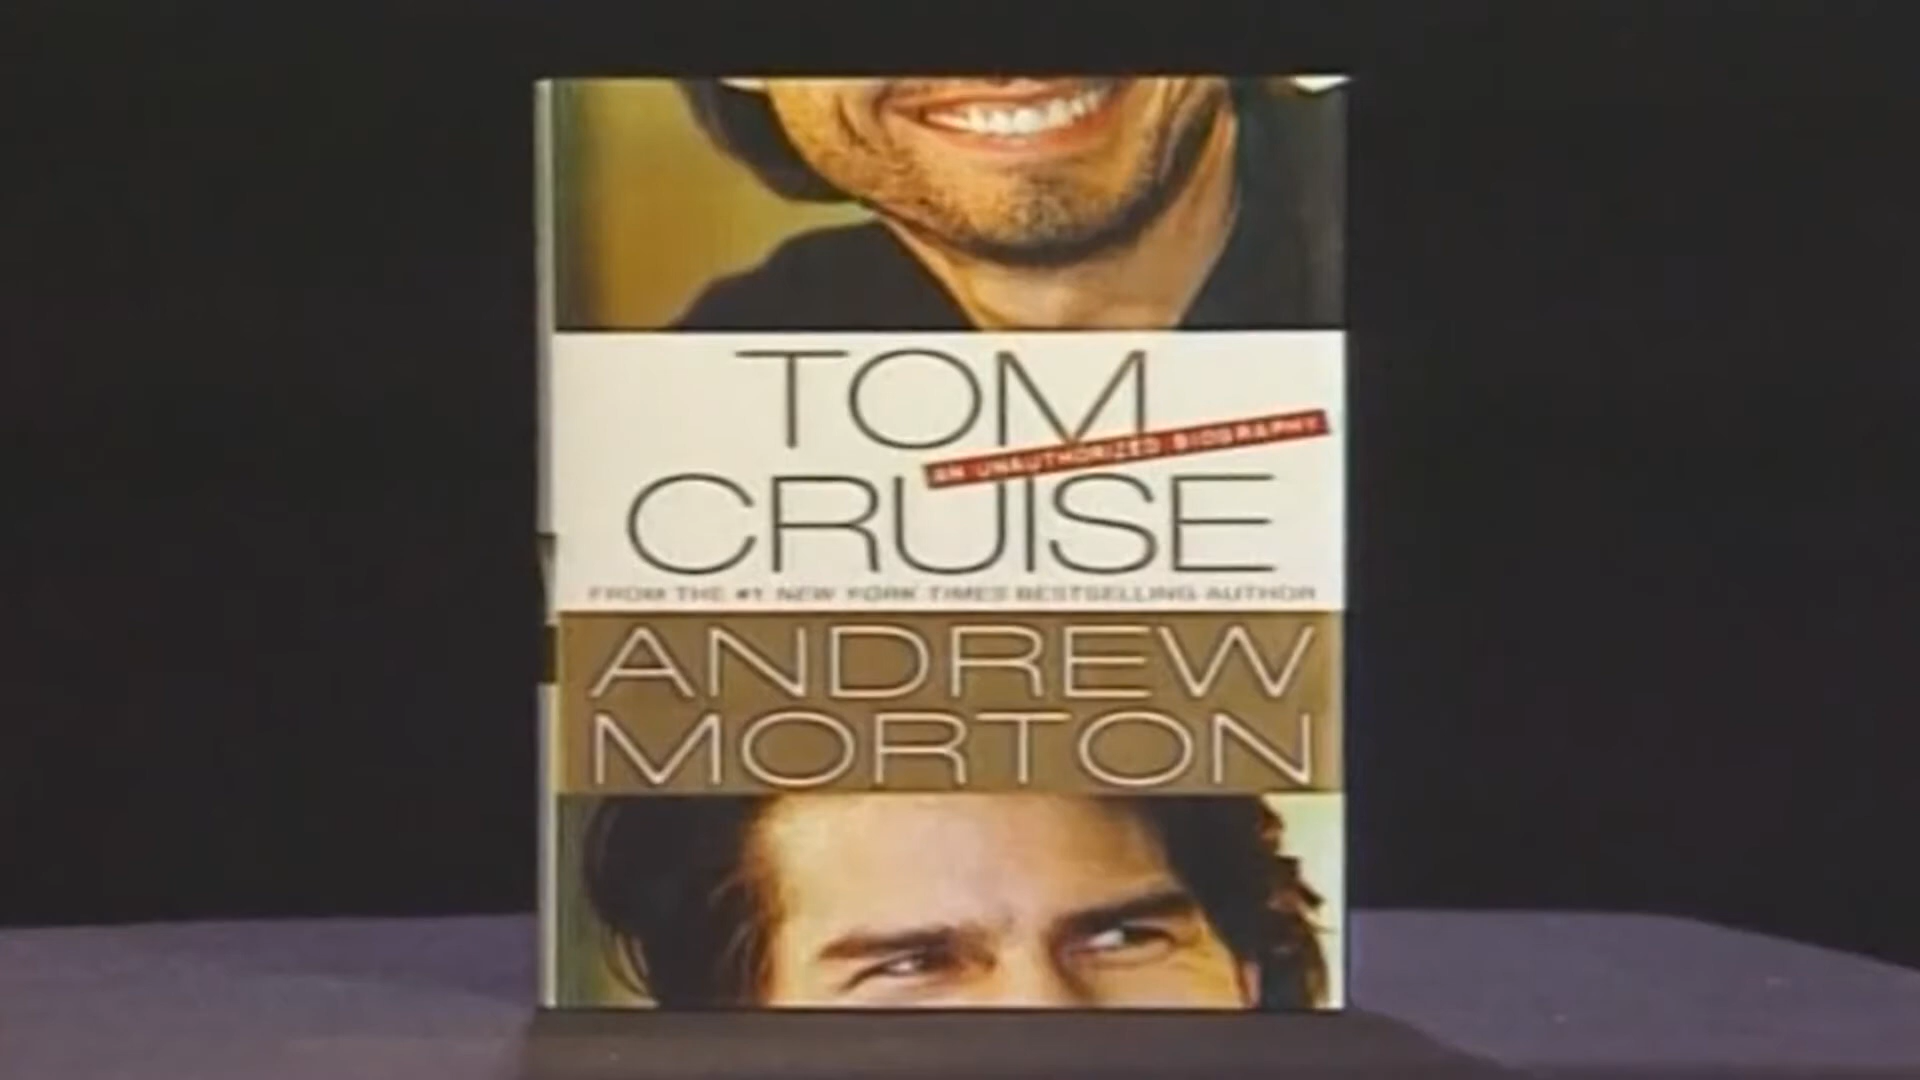 TOM
AN UNAUTHORIZED BIOGRAPHY
CRUISE
FROM THE #1 NEW YORK TIMES BESTSELLING AUTHOR
ANDREW
MORTON